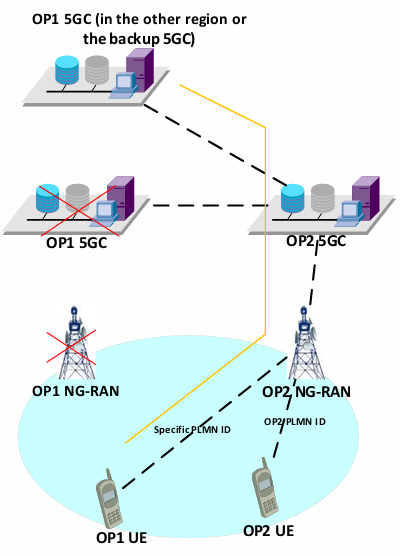 OP1 5GC (in the other region or
the backup 5GC)
OP1 5GC
OP2 5GC
OP1 NG-RAN
OP2 NG-RAN
Specific PLMN ID
OP2 PLMN ID
OP1 UE
OP2 UE